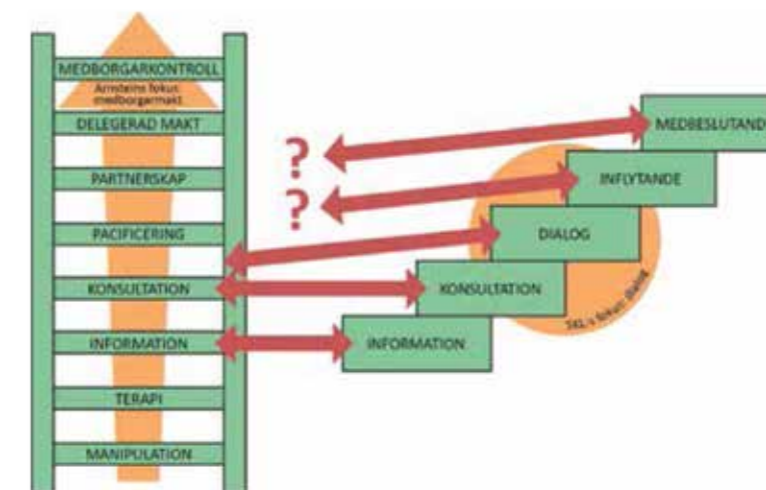 MEDBORGARKONTROLL
Arnsteins fokus
medborgarmakt
DELEGERAD MAKT
PARTNERSKAP
PACIFICERING
KONSULTATION
INFORMATION
TERAPI
MANIPULATION
?
?
MEDBESLUTAND
INFLYTANDE
DIALOG
KONSULTATION
INFORMATION
SKL:s fokus: dialog